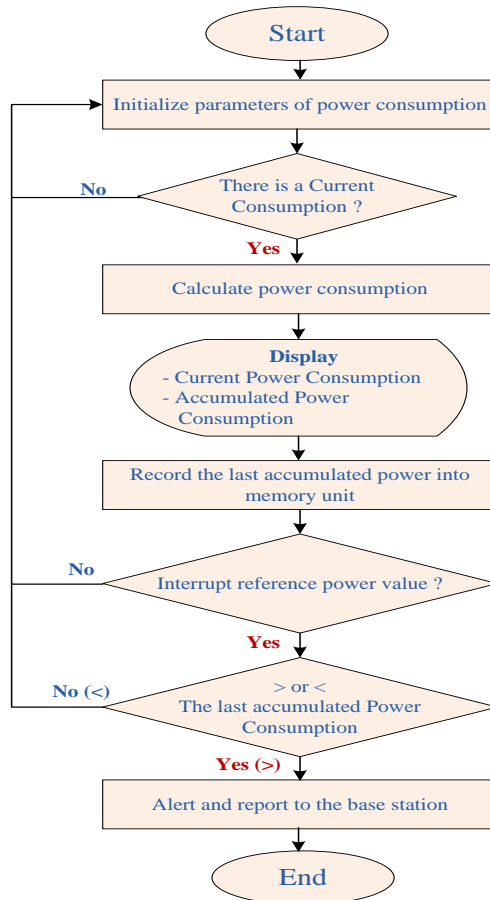 Start
Initialize parameters of power consumption
No
There is a Current
Consumption ?
Yes
Calculate power consumption
Display
- Current Power Consumption
- Accumulated Power
Consumption
Record the last accumulated power into
memory unit
No
Interrupt reference power value ?
Yes
No (<)
> or <
The last accumulated Power
Consumption
Yes (>)
Alert and report to the base station
End